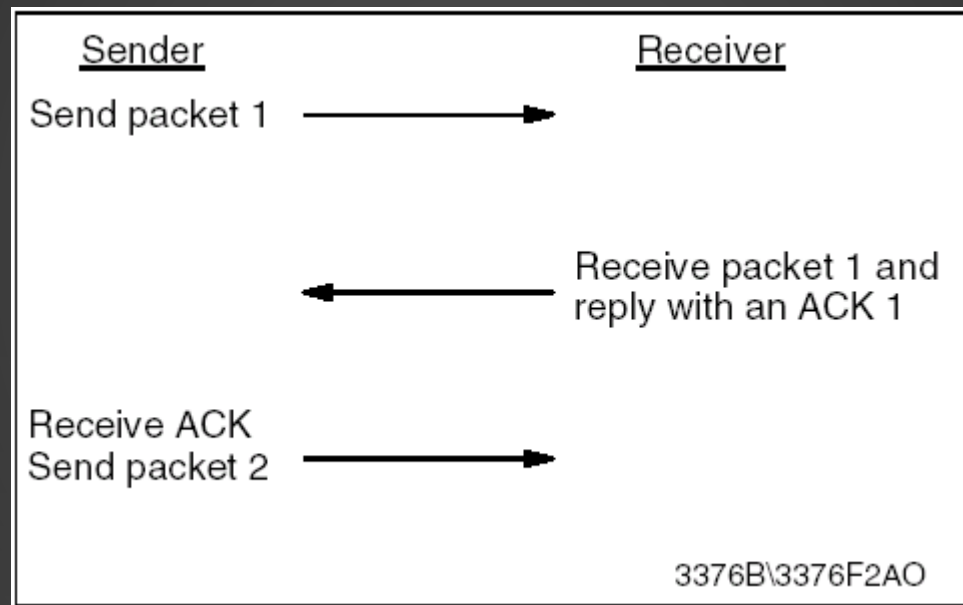 Sender
Receiver
Send packet 1
Receive packet 1 and
reply with an ACK 1
Receive ACK
Send packet 2
3376B\3376F2AO